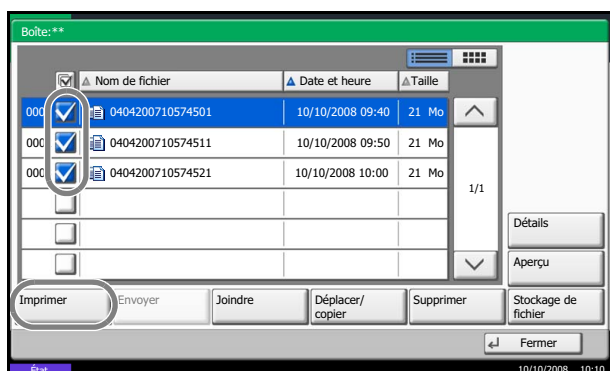 Boîte:**
Nom de fichier Date et heure Taille
000 0404200710574501 10/10/2008 09:40 21 Mo
000 0404200710574511 10/10/2008 09:50 21 Mo
000 0404200710574521 10/10/2008 10:00 21 Mo
1/1
Détails
Aperçu
Imprimer Envoyer Joindre Déplacer/ copier Supprimer Stockage de fichier
Fermer
État 10/10/2008 10:10